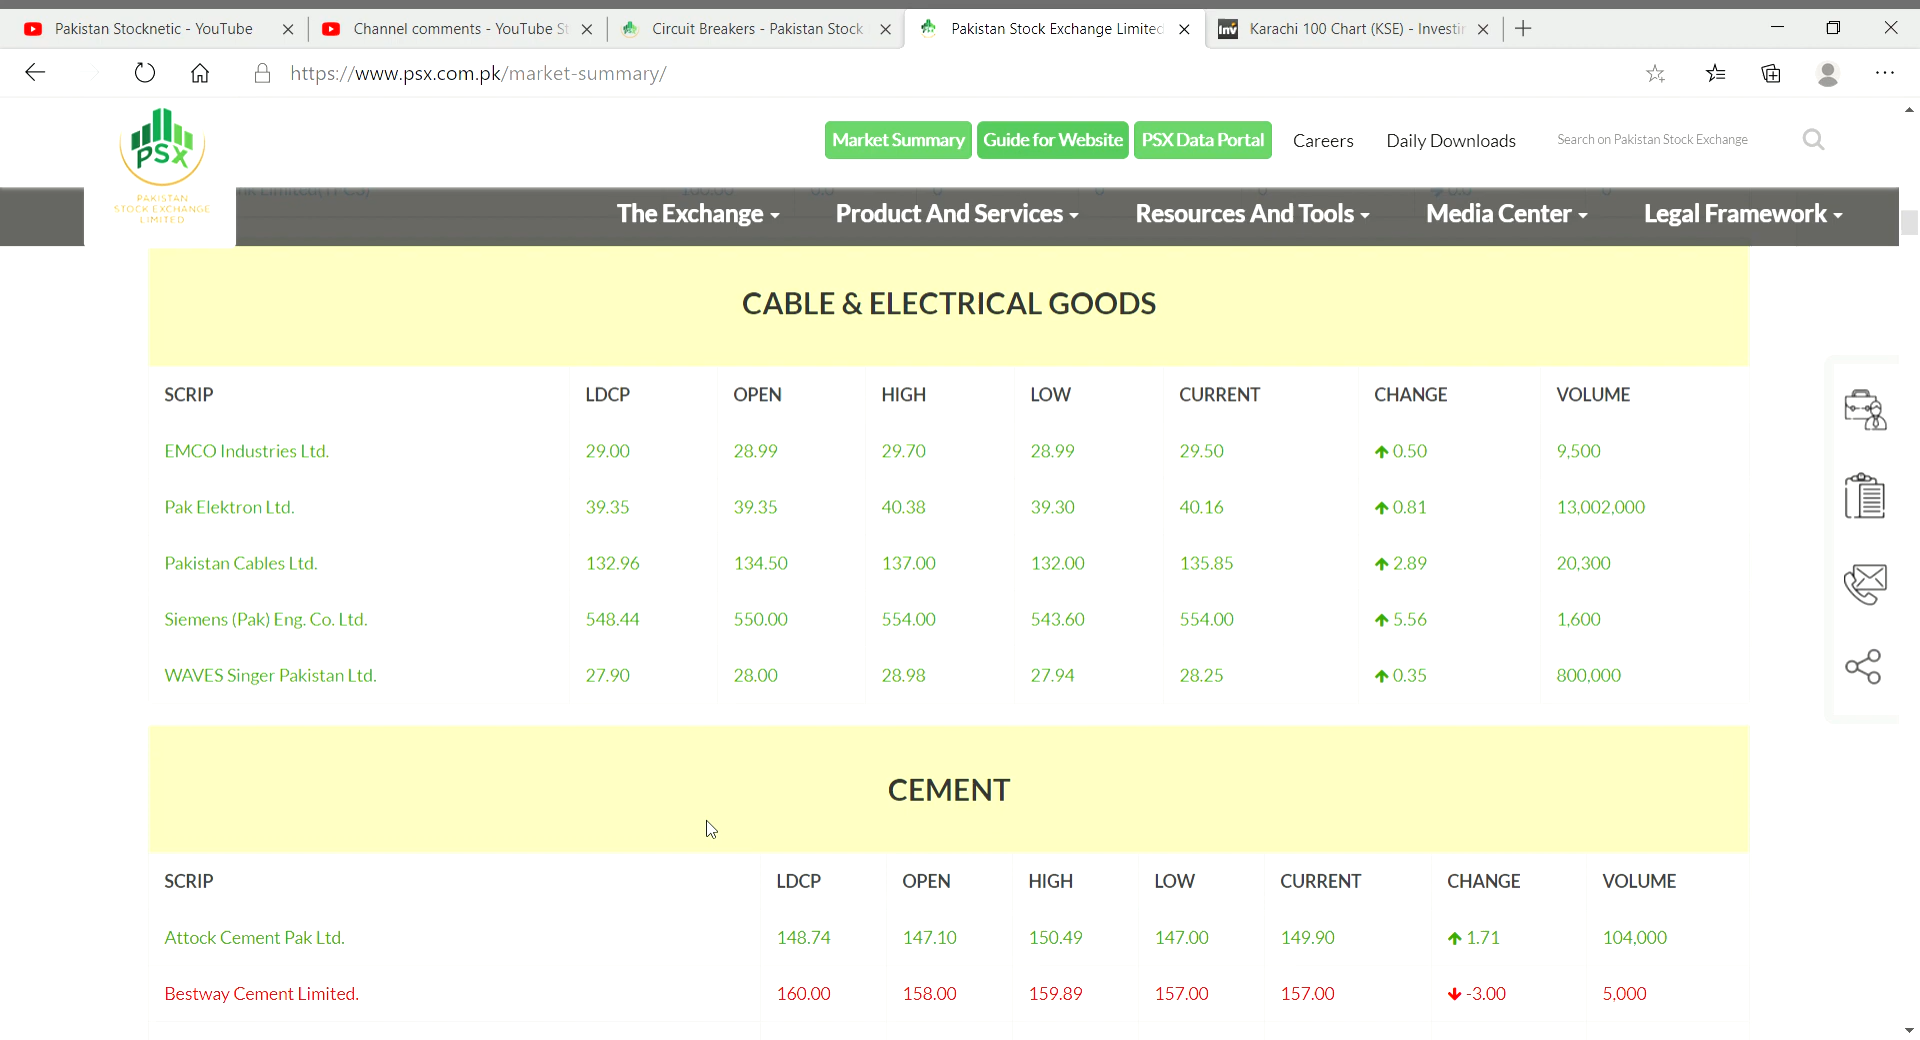 Pakistan Stocknetic - YouTube
Channel comments - YouTube St
Circuit Breakers - Pakistan Stock
Pakistan Stock Exchange Limited
Inv Karachi 100 Chart (KSE) - Investin
https://www.psx.com.pk/market-summary/
PSX
PAKISTAN
STOCK EXCHANGE
LIMITED
Market Summary Guide for Website PSX Data Portal Careers Daily Downloads Search on Pakistan Stock Exchange
The Exchange Product And Services Resources And Tools Media Center Legal Framework
CABLE & ELECTRICAL GOODS
SCRIP LDCP OPEN HIGH LOW CURRENT CHANGE VOLUME
EMCO Industries Ltd. 29.00 28.99 29.70 28.99 29.50 0.50 9,500
Pak Elektron Ltd. 39.35 39.35 40.38 39.30 40.16 0.81 13,002,000
Pakistan Cables Ltd. 132.96 134.50 137.00 132.00 135.85 2.89 20,300
Siemens (Pak) Eng. Co. Ltd. 548.44 550.00 554.00 543.60 554.00 5.56 1,600
WAVES Singer Pakistan Ltd. 27.90 28.00 28.98 27.94 28.25 0.35 800,000
CEMENT
SCRIP LDCP OPEN HIGH LOW CURRENT CHANGE VOLUME
Attock Cement Pak Ltd. 148.74 147.10 150.49 147.00 149.90 1.71 104,000
Bestway Cement Limited. 160.00 158.00 159.89 157.00 157.00 -3.00 5,000